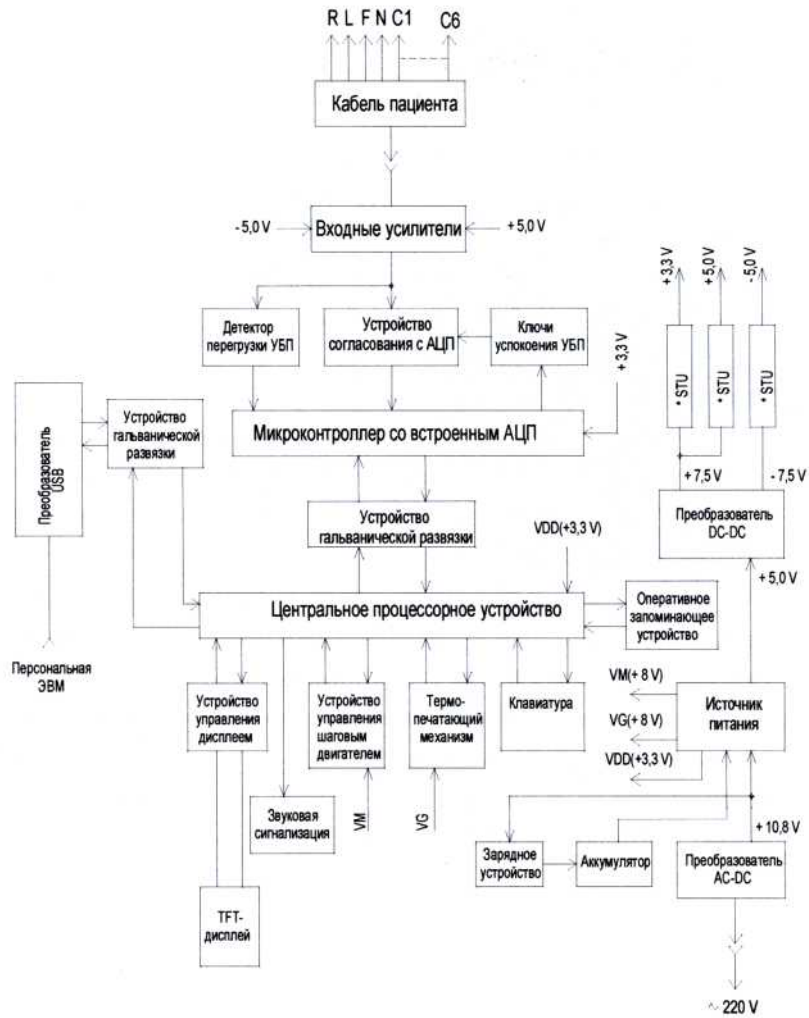 R L F N C1 C6
Кабель пациента
- 5,0 V
Входные усилители
+ 5,0 V
+ 3,3 V
+ 5,0 V
- 5,0 V
Детектор
перегрузки УБП
Устройство
согласования с АЦП
Ключи
успокоения УБП
+ 3,3 V
* STU
* STU
* STU
Преобразователь
USB
Устройство
гальванической
развязки
Микроконтроллер со встроенным АЦП
+ 7,5 V
- 7,5 V
Устройство
гальванической развязки
VDD(+3,3 V)
Преобразователь
DC-DC
+ 5,0 V
Центральное процессорное устройство
Оперативное
запоминающее
устройство
Персональная
ЭВМ
Устройство
управления
дисплеем
Устройство
управления
шаговым
двигателем
Термо-
печатающий
механизм
Клавиатура
VM(+ 8 V)
VG(+ 8 V)
VDD(+3,3 V)
Источник
питания
Звуковая
сигнализация
VM
VG
+ 10,8 V
Зарядное
устройство
Аккумулятор
Преобразователь
AC-DC
TFT-
дисплей
~ 220 V